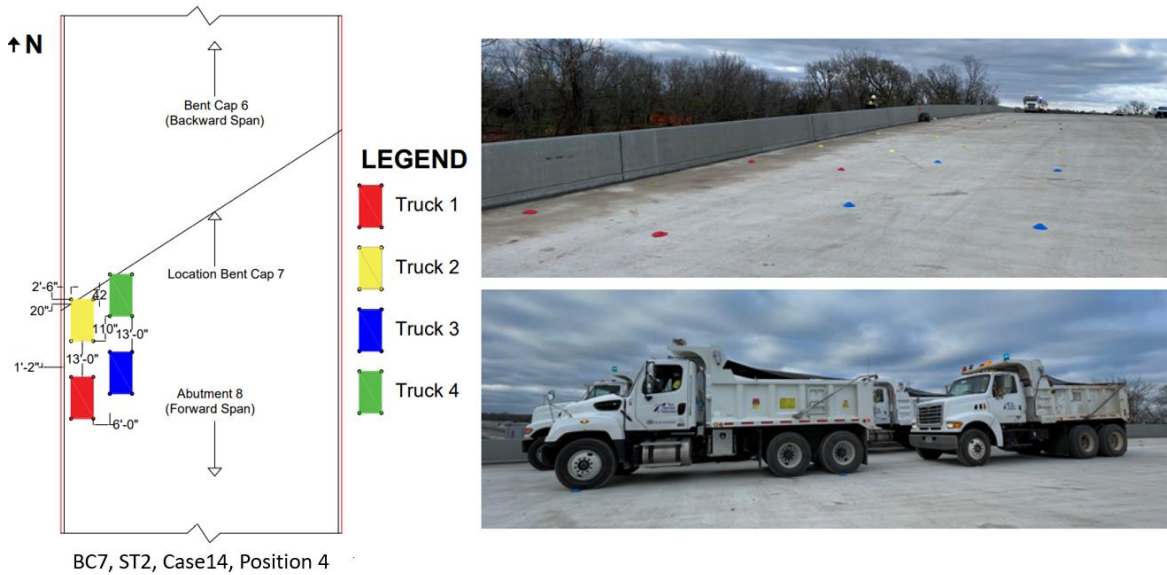 N
Bent Cap 6
(Backward Span)
LEGEND
Truck 1
Truck 2
Truck 3
Truck 4
Location Bent Cap 7
2'-6"
42
20"
110"
13'-0"
13'-0"
1'-2"
Abutment 8
(Forward Span)
6'-0"
BC7, ST2, Case14, Position 4